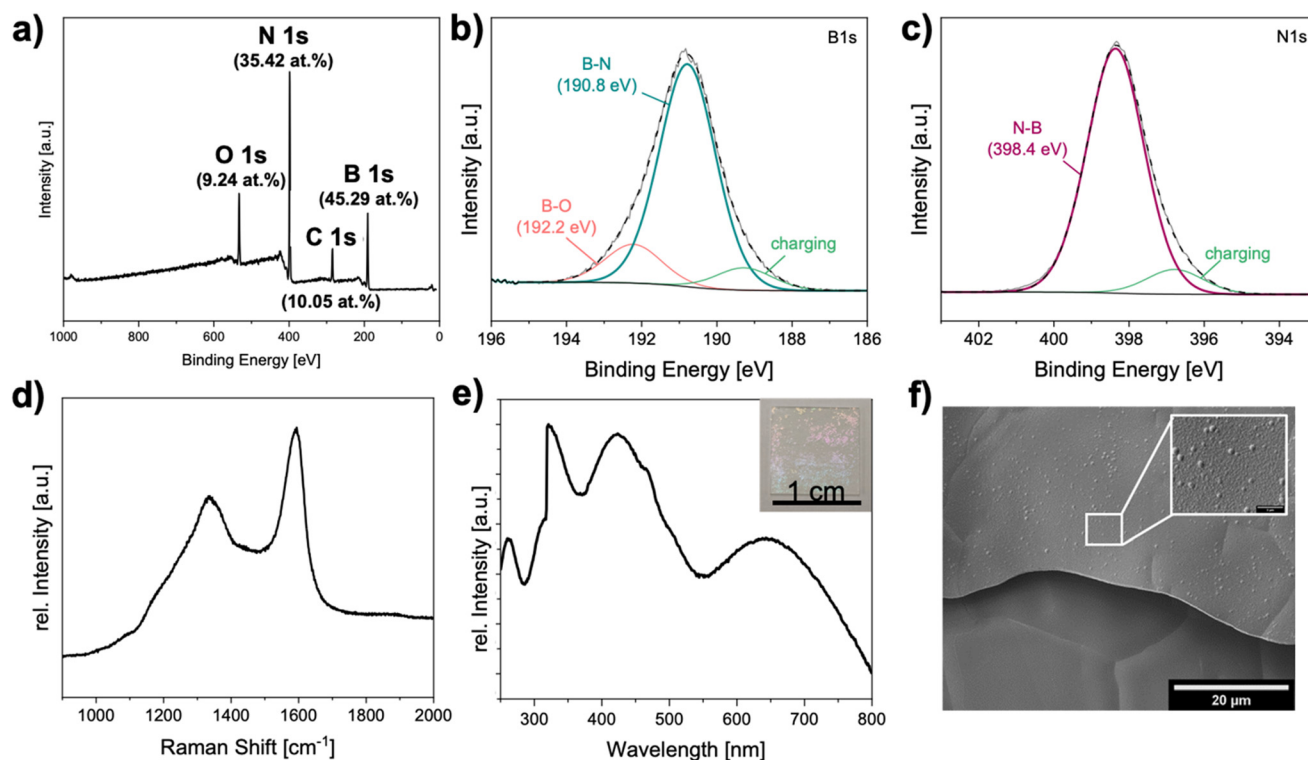 a)
N 1s
(35.42 at.%)
O 1s
(9.24 at.%)
B 1s
(45.29 at.%)
C 1s
(10.05 at.%)
Intensity [a.u.]
1000 800 600 400 200 0
Binding Energy [eV]
b)
B1s
B-N
(190.8 eV)
B-O
(192.2 eV)
charging
Intensity [a.u.]
196 194 192 190 188 186
Binding Energy [eV]
c)
N1s
N-B
(398.4 eV)
charging
Intensity [a.u.]
402 400 398 396 394
Binding Energy [eV]
d)
rel. Intensity [a.u.]
1000 1200 1400 1600 1800 2000
Raman Shift [cm-1]
e)
1 cm
rel. Intensity [a.u.]
300 400 500 600 700 800
Wavelength [nm]
f)
20 µm